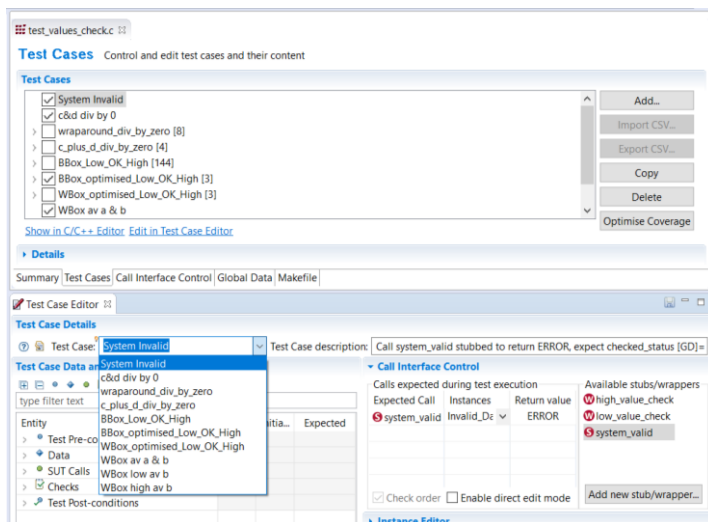 test_values_check.c
Test Cases Control and edit test cases and their content
Test Cases
System Invalid
c&d div by 0
wraparound_div_by_zero [8]
c_plus_d_div_by_zero [4]
BBox_Low_OK_High [144]
BBox_optimised_Low_OK_High [3]
WBox_optimised_Low_OK_High [3]
WBox av a & b
Add...
Import CSV...
Export CSV...
Copy
Delete
Optimise Coverage
Show in C/C++ Editor Edit in Test Case Editor
Details
Summary Test Cases Call Interface Control Global Data Makefile
Test Case Editor
Test Case Details
Test Case: System Invalid Test Case description: Call system_valid stubbed to return ERROR, expect checked_status [GD]=
System Invalid
c&d div by 0
wraparound_div_by_zero
c_plus_d_div_by_zero
BBox_Low_OK_High
BBox_optimised_Low_OK_High
WBox_optimised_Low_OK_High
WBox av a & b
WBox low av b
WBox high av b
Test Case Data an
type filter text
Entity itia... Expected
Test Pre-co
Data
SUT Calls
Checks
Test Post-conditions
Call Interface Control
Calls expected during test execution Available stubs/wrappers
Expected Call Instances Return value
system_valid Invalid_Da ERROR
high_value_check
low_value_check
system_valid
Check order Enable direct edit mode Add new stub/wrapper...
Instance Editor